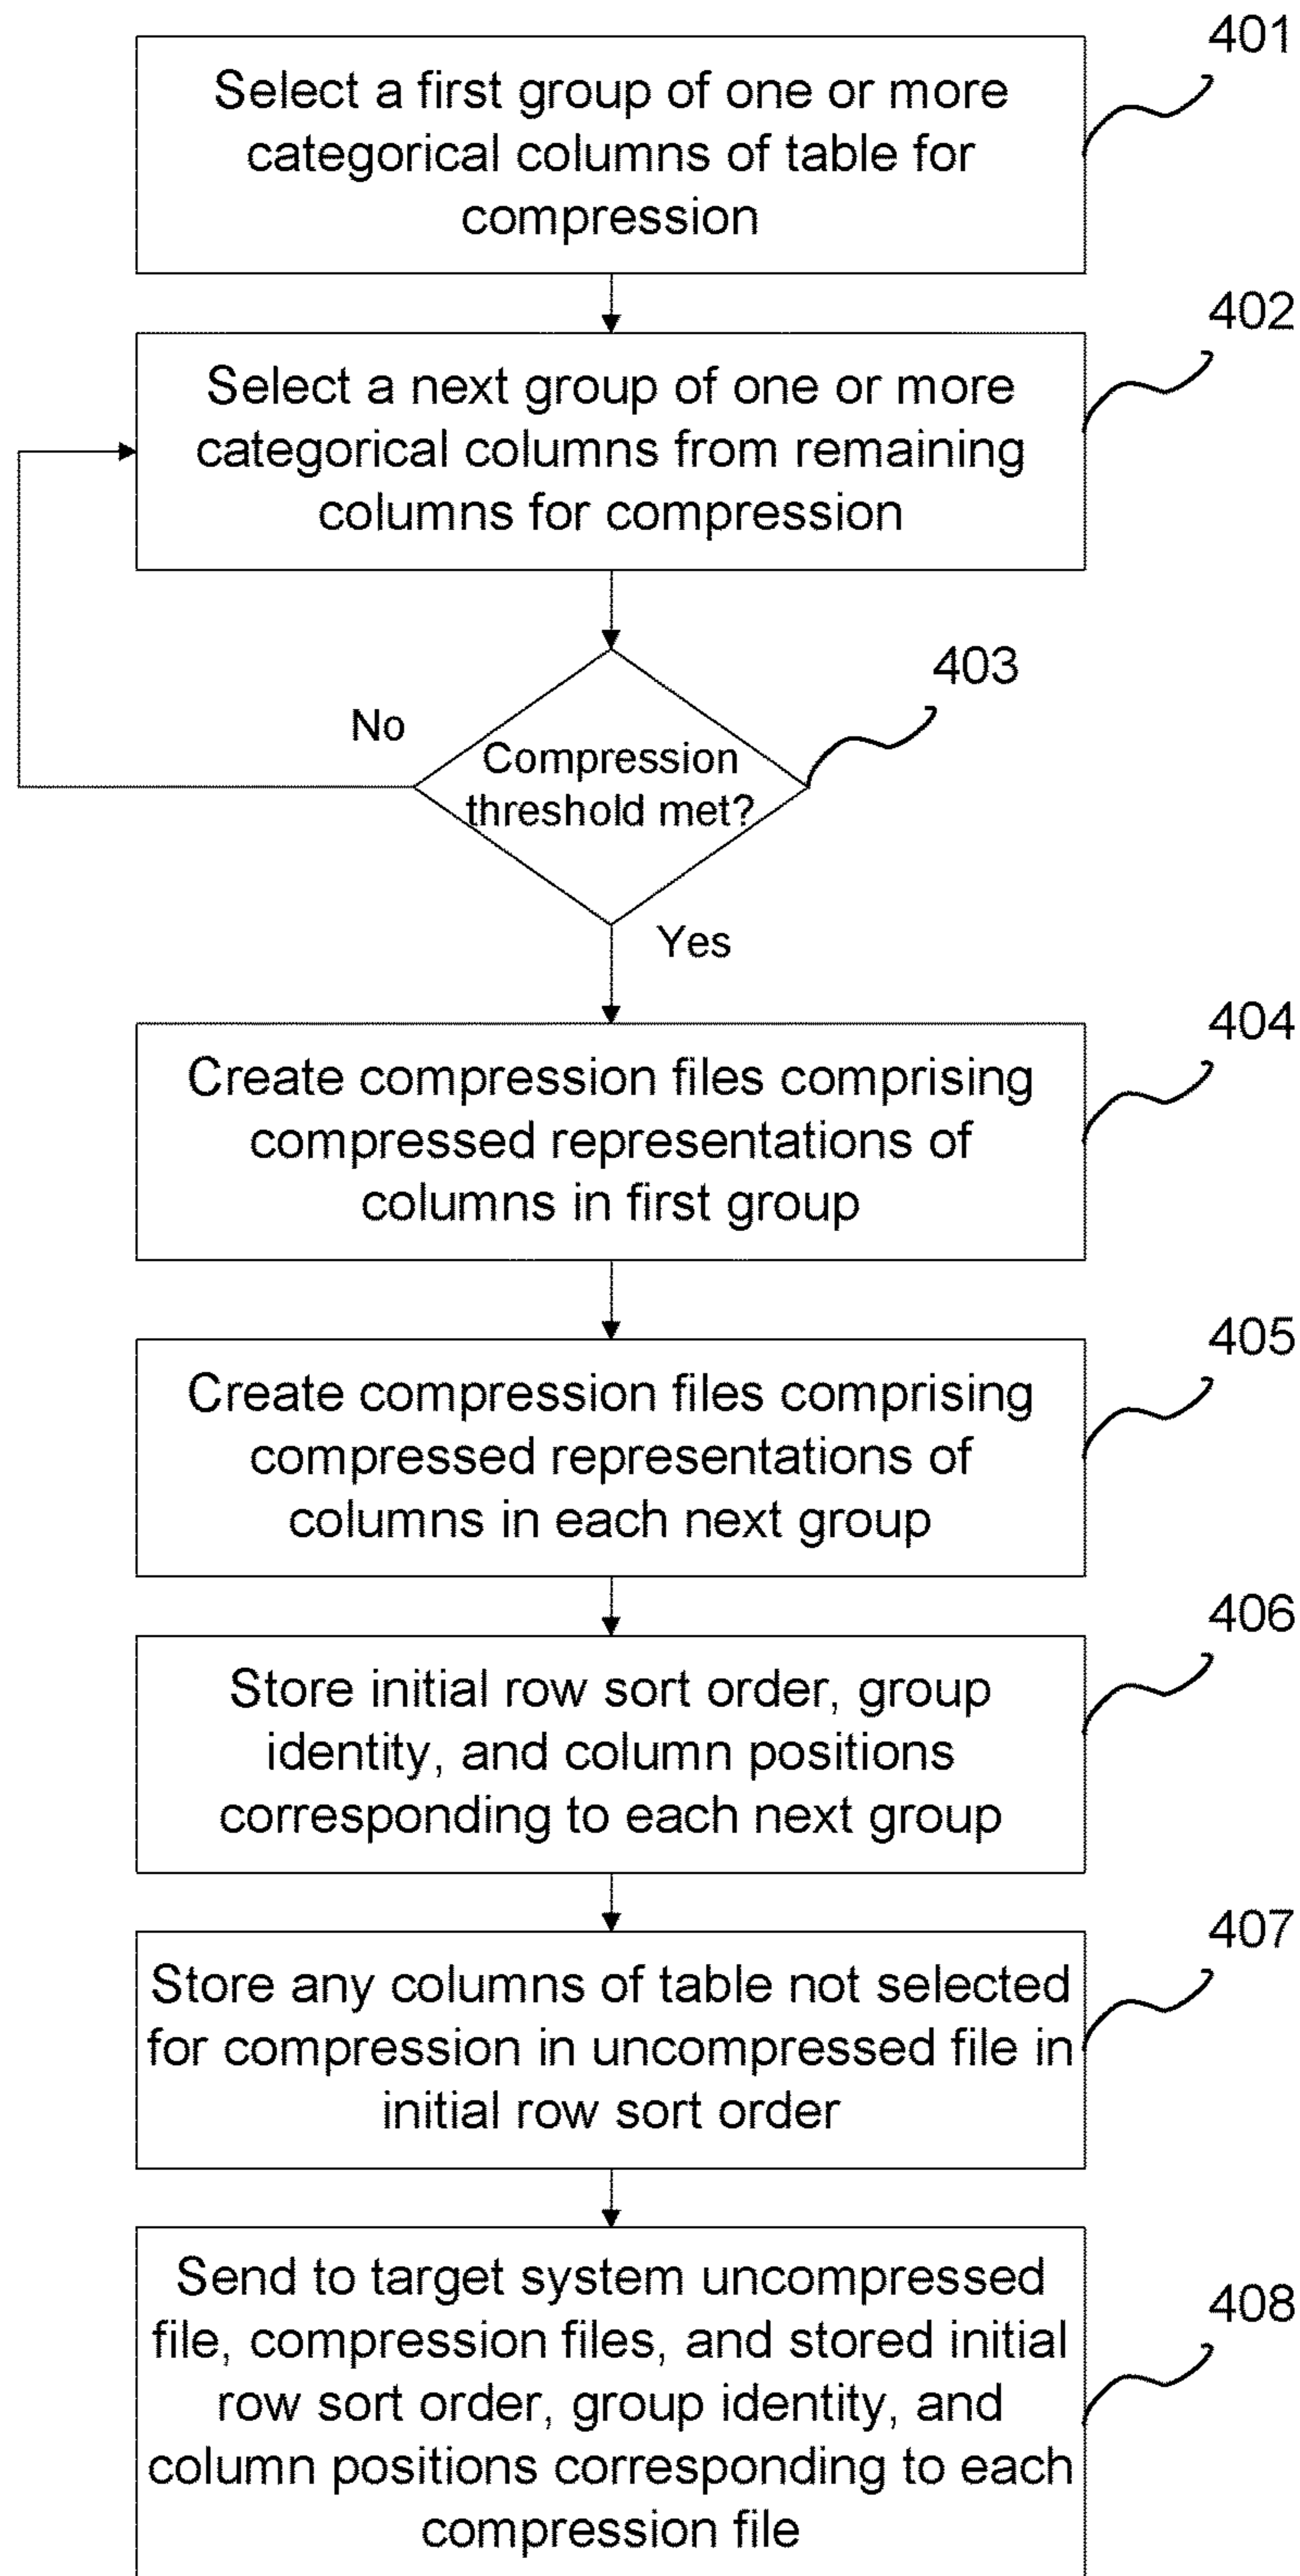 401
Select a first group of one or more
categorical columns of table for
compression
402
Select a next group of one or more
categorical columns from remaining
columns for compression
403
No
Compression
threshold met?
Yes
404
Create compression files comprising
compressed representations of
columns in first group
405
Create compression files comprising
compressed representations of
columns in each next group
406
Store initial row sort order, group
identity, and column positions
corresponding to each next group
407
Store any columns of table not selected
for compression in uncompressed file in
initial row sort order
408
Send to target system uncompressed
file, compression files, and stored initial
row sort order, group identity, and
column positions corresponding to each
compression file